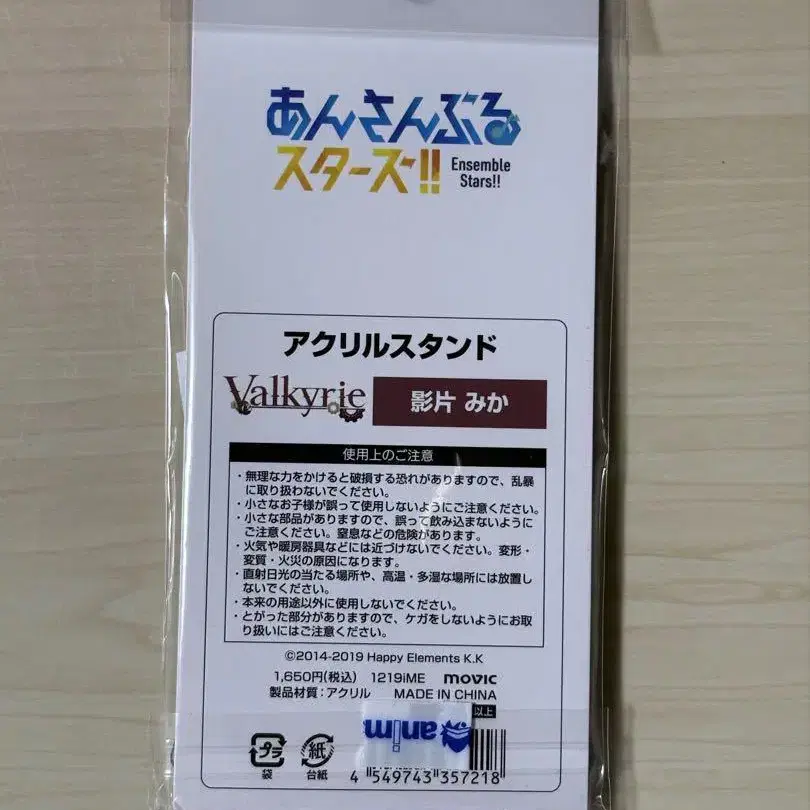 あんさんぶる
スターズ!!
Ensemble
Stars!!
アクリルスタンド
Valkyrie
影片 みか
使用上のご注意
・無理な力をかけると破損する恐れがありますので、乱暴
に取り扱わないでください。
・小さなお子様が誤って使用しないようにご注意ください。
・小さな部品がありますので、誤って飲み込まないように
ご注意ください。窒息などの危険があります。
・火気や暖房器具などには近づけないでください。変形・
変質・火災の原因になります。
・直射日光の当たる場所や、高温・多湿な場所には放置し
ないでください。
・本来の用途以外に使用しないでください。
・とがった部分がありますので、ケガをしないようにお取
り扱いにはご注意ください。
©2014-2019 Happy Elements K.K
1,650円(税込) 1219iME movic
製品材質:アクリル MADE IN CHINA
以上
anim
プラ
袋
紙
台紙
4 549743 357218